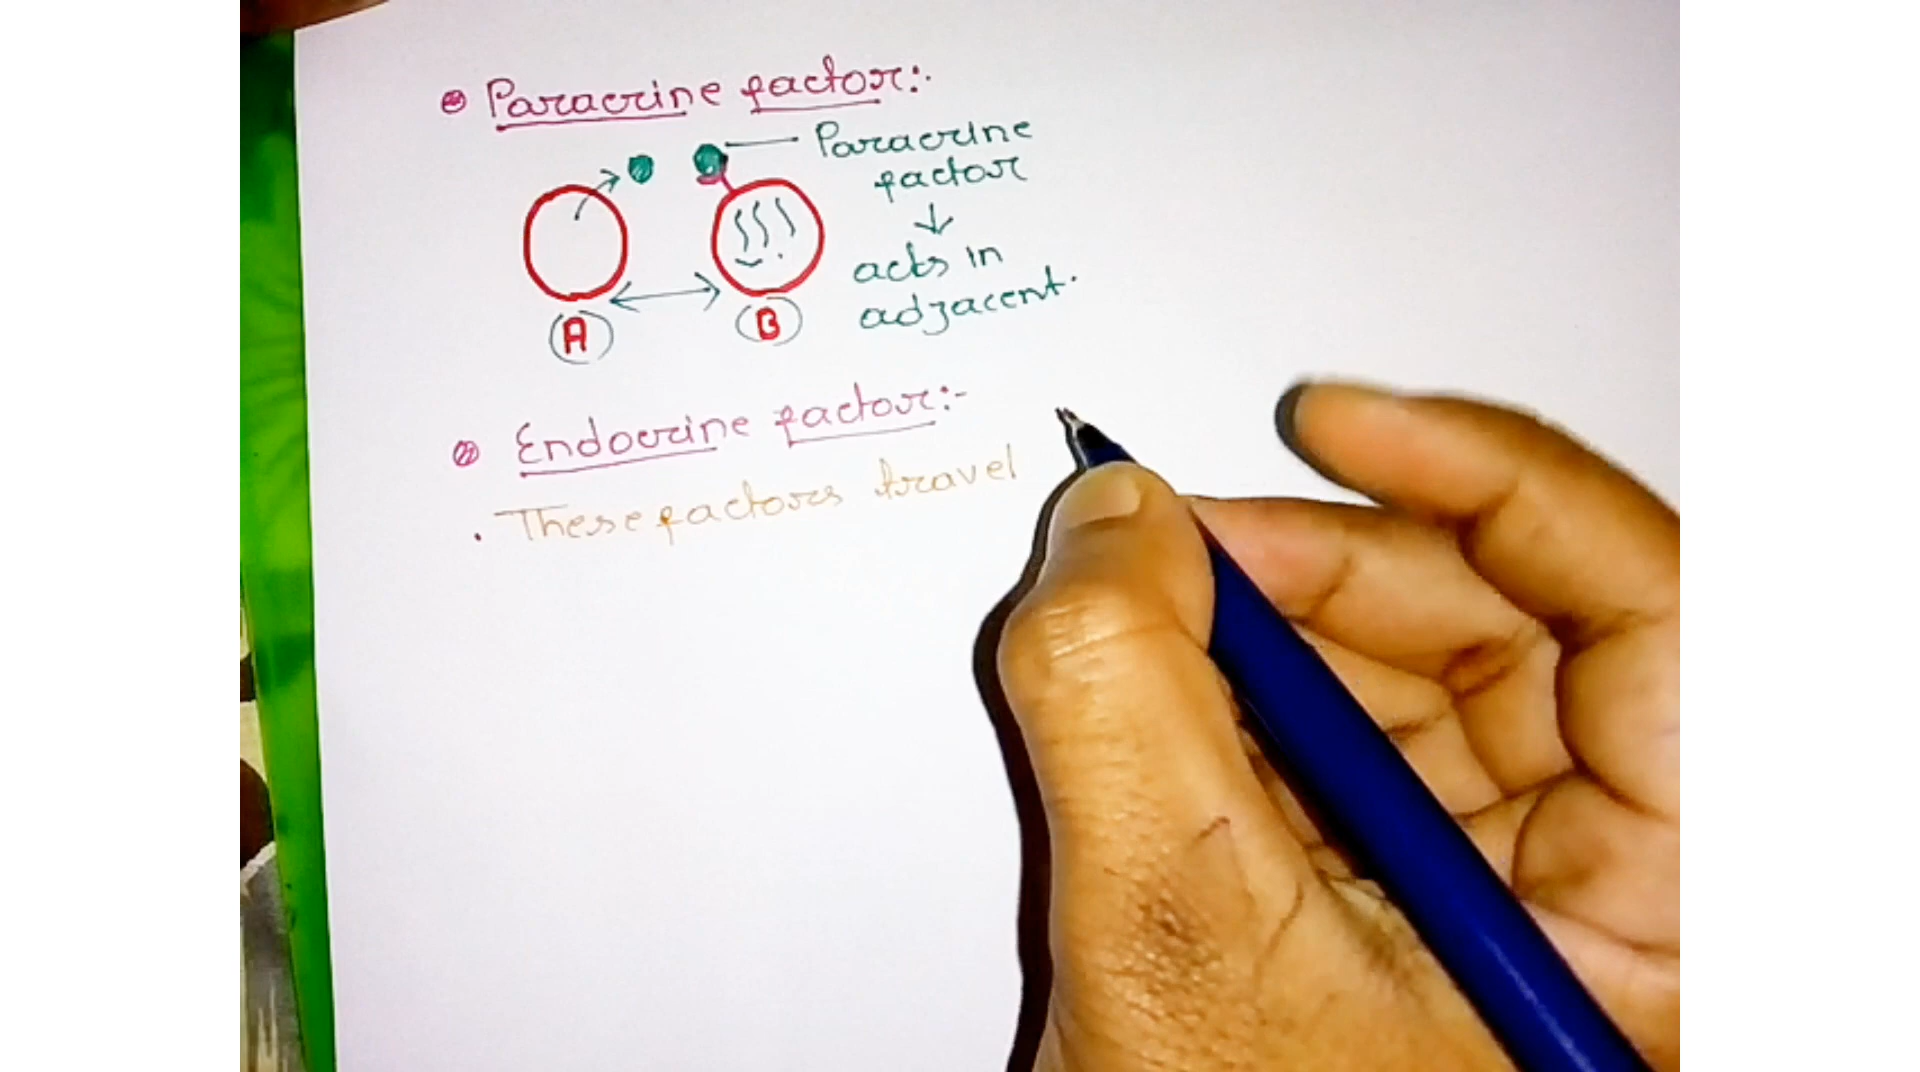 Paracrine factor:-
Paracrine
factor
↓
acts in
adjacent.
A
B
Endocrine factor:-
. These factors travel